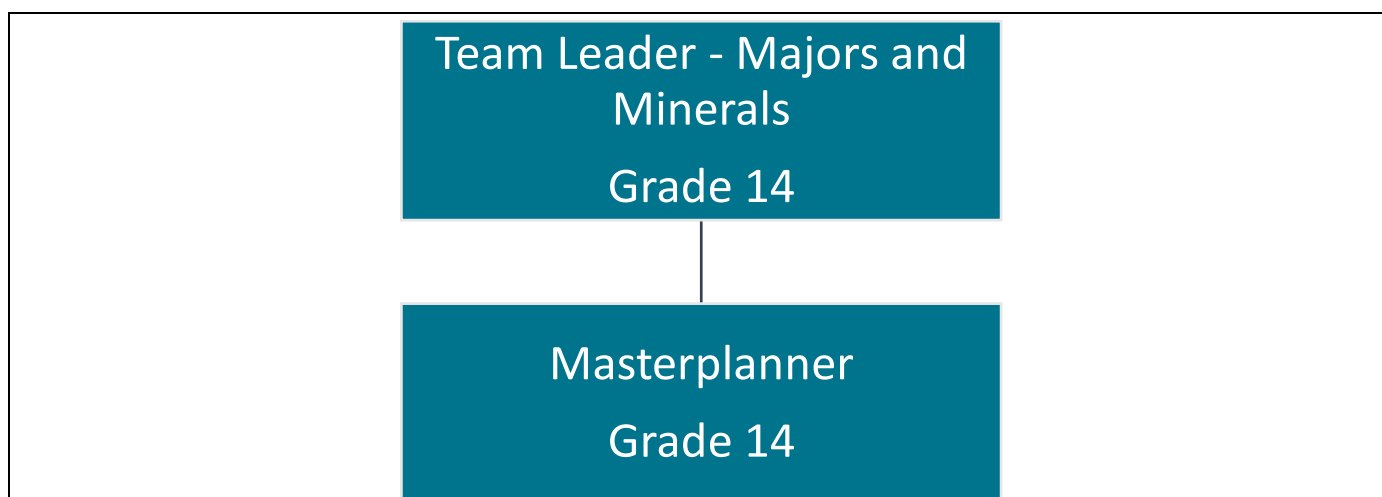 Team Leader - Majors and
Minerals
Grade 14
Masterplanner
Grade 14